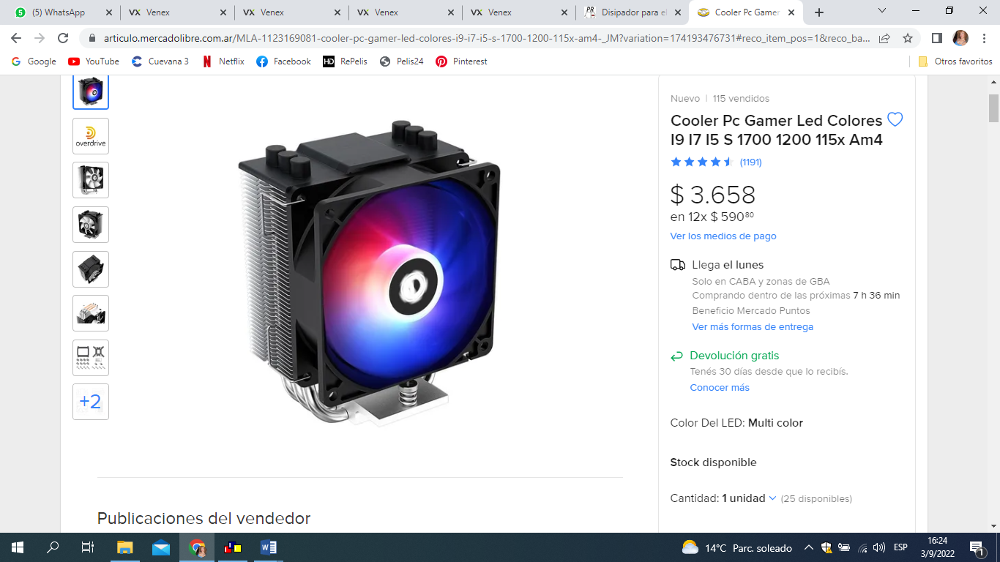 (5) WhatsApp
Venex
Venex
Venex
Venex
Disipador para el
Cooler Pc Gamer
articulo.mercadolibre.com.ar/MLA-1123169081-cooler-pc-gamer-led-colores-i9-i7-i5-s-1700-1200-115x-am4-_JM?variation=174193476731#reco_item_pos=1&reco_ba...
Google
YouTube
Cuevana 3
Netflix
Facebook
HD RePelis
Pelis24
Pinterest
Otros favoritos
overdrive
+2
Nuevo | 115 vendidos
Cooler Pc Gamer Led Colores
I9 I7 I5 S 1700 1200 115x Am4
(1191)
$ 3.658
en 12x $ 590 80
Ver los medios de pago
Llega el lunes
Solo en CABA y zonas de GBA
Comprando dentro de las próximas 7 h 36 min
Beneficio Mercado Puntos
Ver más formas de entrega
Devolución gratis
Tenés 30 días desde que lo recibís.
Conocer más
Color Del LED: Multi color
Stock disponible
Cantidad: 1 unidad (25 disponibles)
Publicaciones del vendedor
14°C Parc. soleado
ESP
16:24
3/9/2022
1